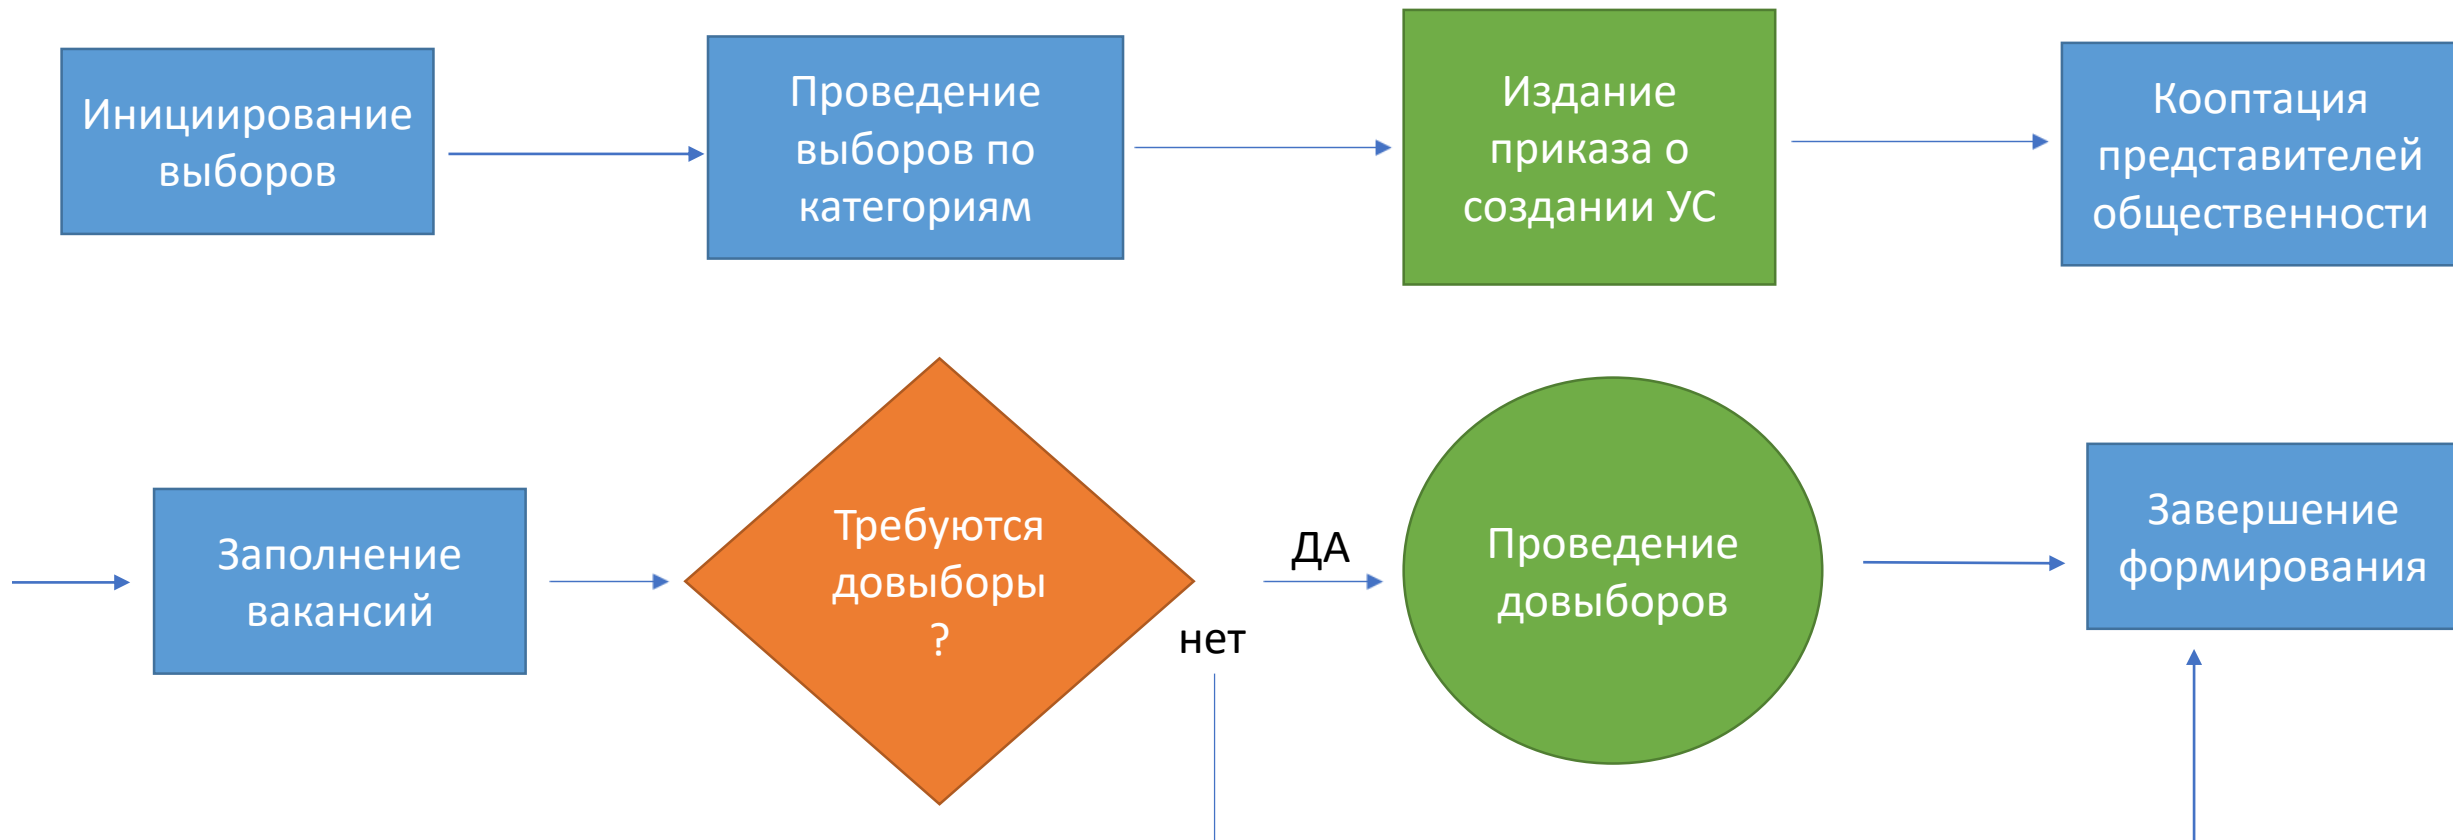 Инициирование
выборов
Проведение
выборов по
категориям
Издание
приказа о
создании УС
Кооптация
представителей
общественности
Заполнение
вакансий
Требуются
довыборы
?
ДА
нет
Проведение
довыборов
Завершение
формирования